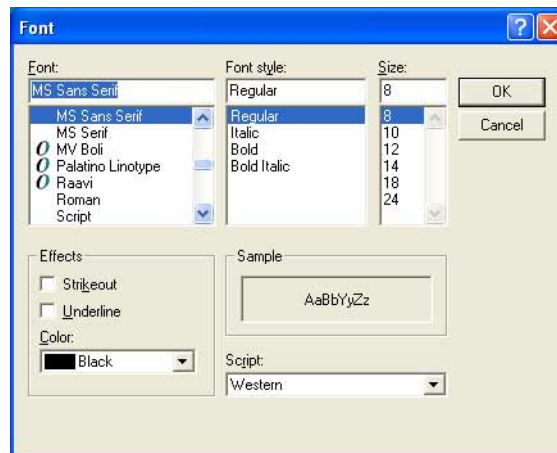 Font
Font:
MS Sans Serif
MS Sans Serif
MS Serif
MV Boli
Palatino Linotype
Raavi
Roman
Script
Font style:
Regular
Regular
Italic
Bold
Bold Italic
Size:
8
8
10
12
14
18
24
OK
Cancel
Effects
Strikeout
Underline
Color:
Black
Sample
AaBbYyZz
Script:
Western